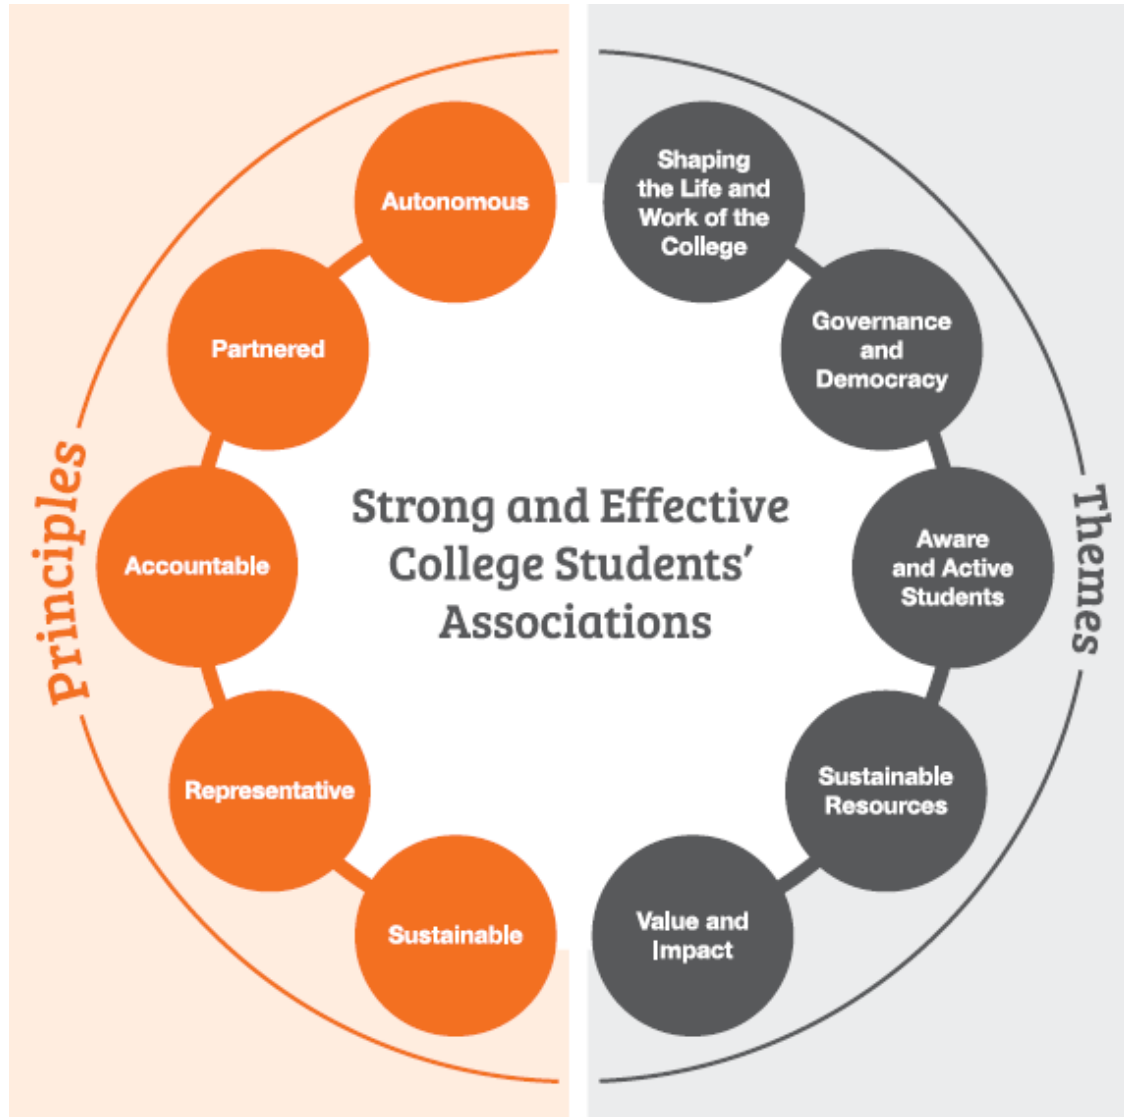 Principles
Autonomous
Partnered
Accountable
Representative
Sustainable
Strong and Effective
College Students’
Associations
Themes
Shaping
the Life and
Work of the
College
Governance
and
Democracy
Aware
and Active
Students
Sustainable
Resources
Value and
Impact